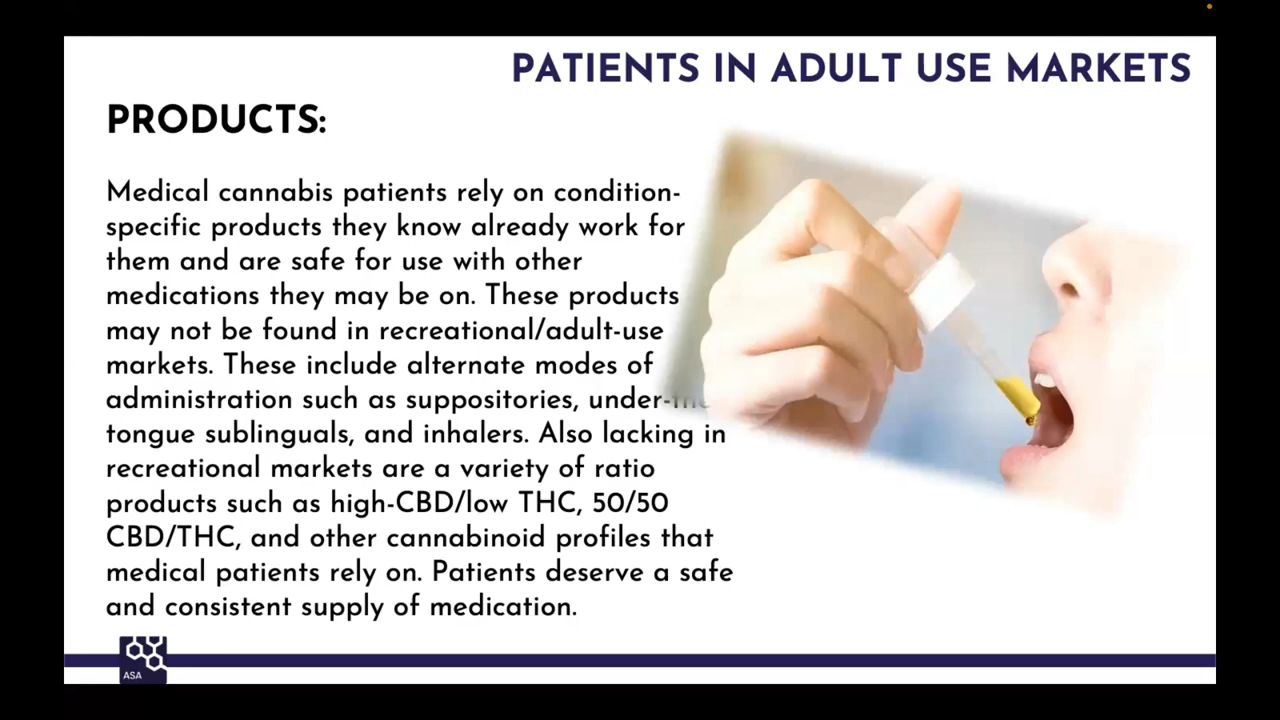 PATIENTS IN ADULT USE MARKETS
PRODUCTS:
Medical cannabis patients rely on condition-
specific products they know already work for
them and are safe for use with other
medications they may be on. These products
may not be found in recreational/adult-use
markets. These include alternate modes of
administration such as suppositories, under-the
tongue sublinguals, and inhalers. Also lacking in
recreational markets are a variety of ratio
products such as high-CBD/low THC, 50/50
CBD/THC, and other cannabinoid profiles that
medical patients rely on. Patients deserve a safe
and consistent supply of medication.
ASA